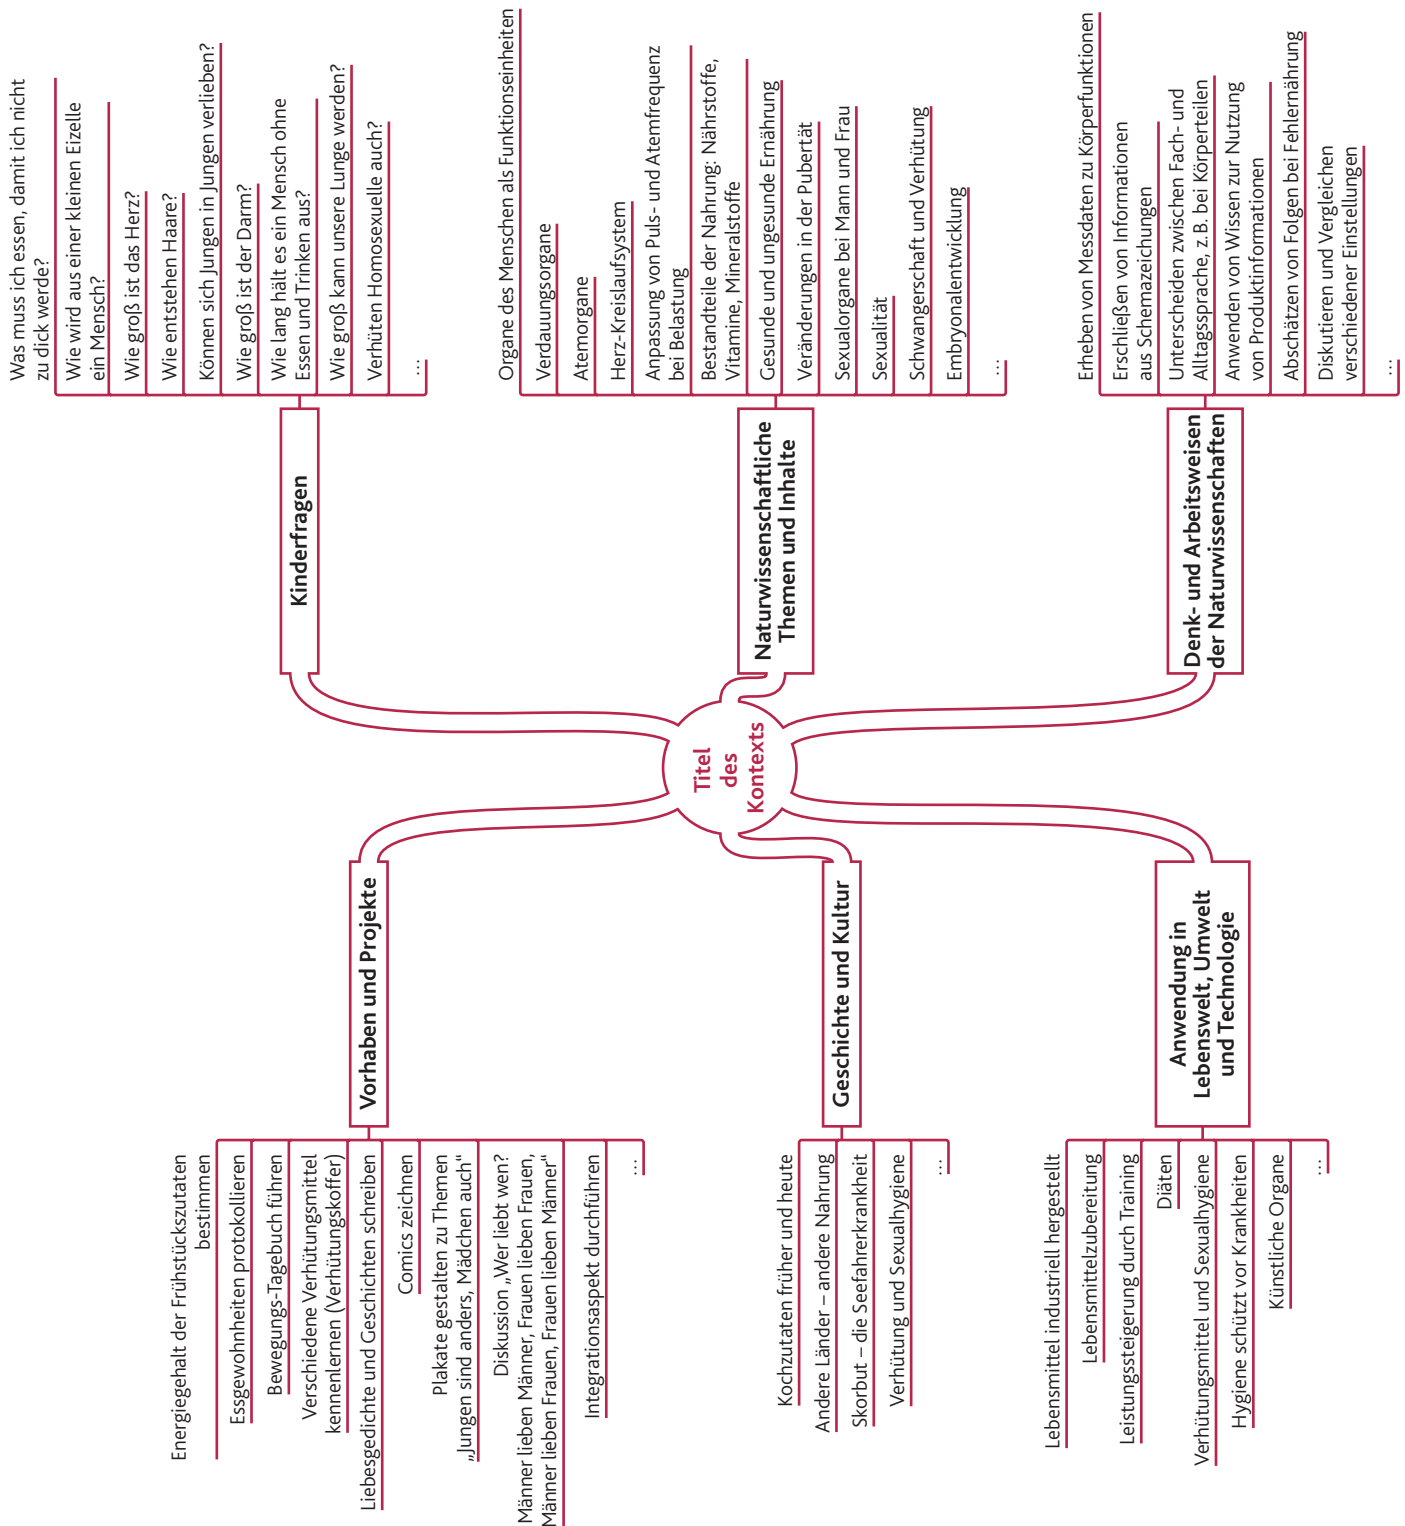 Titel
des
Kontexts
Vorhaben und Projekte
Energiegehalt der Frühstückszutaten
bestimmen
Essgewohnheiten protokollieren
Bewegungs-Tagebuch führen
Verschiedene Verhütungsmittel
kennenlernen (Verhütungskoffer)
Liebesgedichte und Geschichten schreiben
Comics zeichnen
Plakate gestalten zu Themen
„Jungen sind anders, Mädchen auch“
Diskussion „Wer liebt wen?
Männer lieben Männer, Frauen lieben Frauen,
Männer lieben Frauen, Frauen lieben Männer“
Integrationsaspekt durchführen
…
Geschichte und Kultur
Kochzutaten früher und heute
Andere Länder – andere Nahrung
Skorbut – die Seefahrerkrankheit
Verhütung und Sexualhygiene
…
Anwendung in
Lebenswelt, Umwelt
und Technologie
Lebensmittel industriell hergestellt
Lebensmittelzubereitung
Leistungssteigerung durch Training
Diäten
Verhütungsmittel und Sexualhygiene
Hygiene schützt vor Krankheiten
Künstliche Organe
…
Kinderfragen
Was muss ich essen, damit ich nicht
zu dick werde?
Wie wird aus einer kleinen Eizelle
ein Mensch?
Wie groß ist das Herz?
Wie entstehen Haare?
Können sich Jungen in Jungen verlieben?
Wie groß ist der Darm?
Wie lang hält es ein Mensch ohne
Essen und Trinken aus?
Wie groß kann unsere Lunge werden?
Verhüten Homosexuelle auch?
…
Naturwissenschaftliche
Themen und Inhalte
Organe des Menschen als Funktionseinheiten
Verdauungsorgane
Atemorgane
Herz-Kreislaufsystem
Anpassung von Puls- und Atemfrequenz
bei Belastung
Bestandteile der Nahrung: Nährstoffe,
Vitamine, Mineralstoffe
Gesunde und ungesunde Ernährung
Veränderungen in der Pubertät
Sexualorgane bei Mann und Frau
Sexualität
Schwangerschaft und Verhütung
Embryonalentwicklung
…
Denk- und Arbeitsweisen
der Naturwissenschaften
Erheben von Messdaten zu Körperfunktionen
Erschließen von Informationen
aus Schemazeichungen
Unterscheiden zwischen Fach- und
Alltagssprache, z.B. bei Körperteilen
Anwenden von Wissen zur Nutzung
von Produktinformationen
Abschätzen von Folgen bei Fehlernährung
Diskutieren und Vergleichen
verschiedener Einstellungen
…